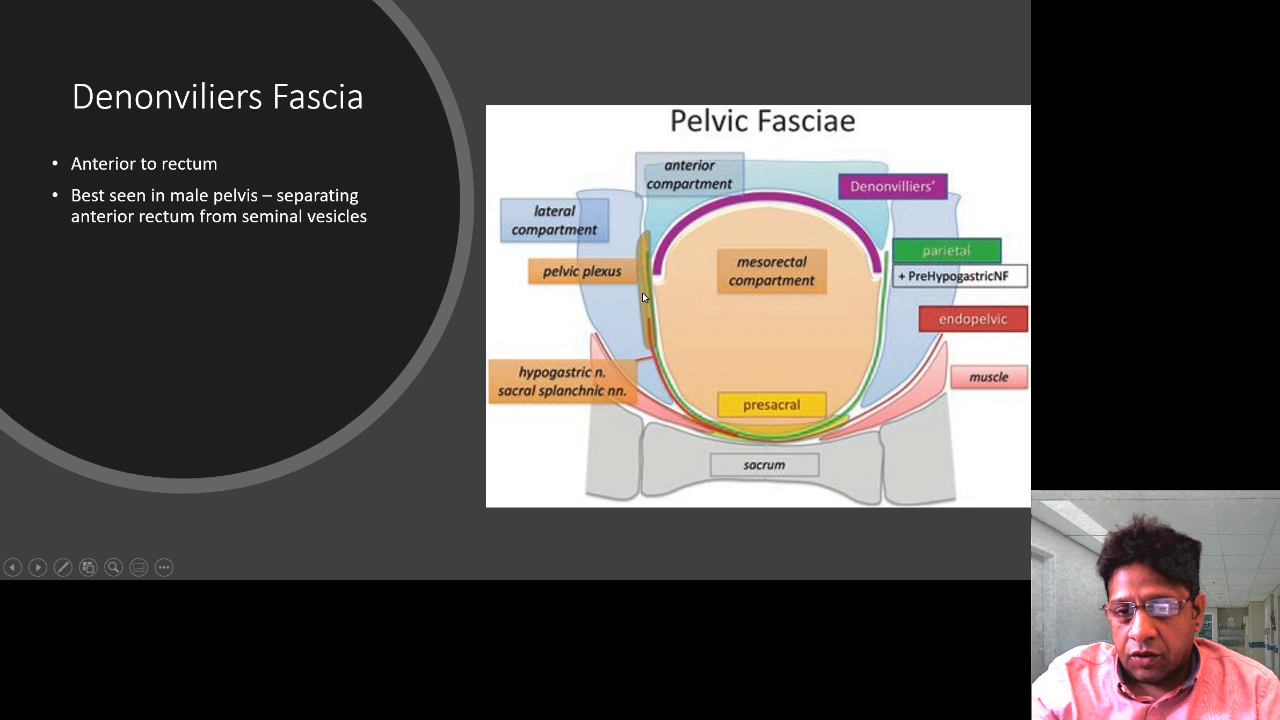 Denonviliers Fascia
• Anterior to rectum
• Best seen in male pelvis – separating
anterior rectum from seminal vesicles
Pelvic Fasciae
anterior
compartment
Denonvilliers’
lateral
compartment
parietal
+ PreHypogastricNF
pelvic plexus
mesorectal
compartment
endopelvic
hypogastric n.
sacral splanchnic nn.
muscle
presacral
sacrum